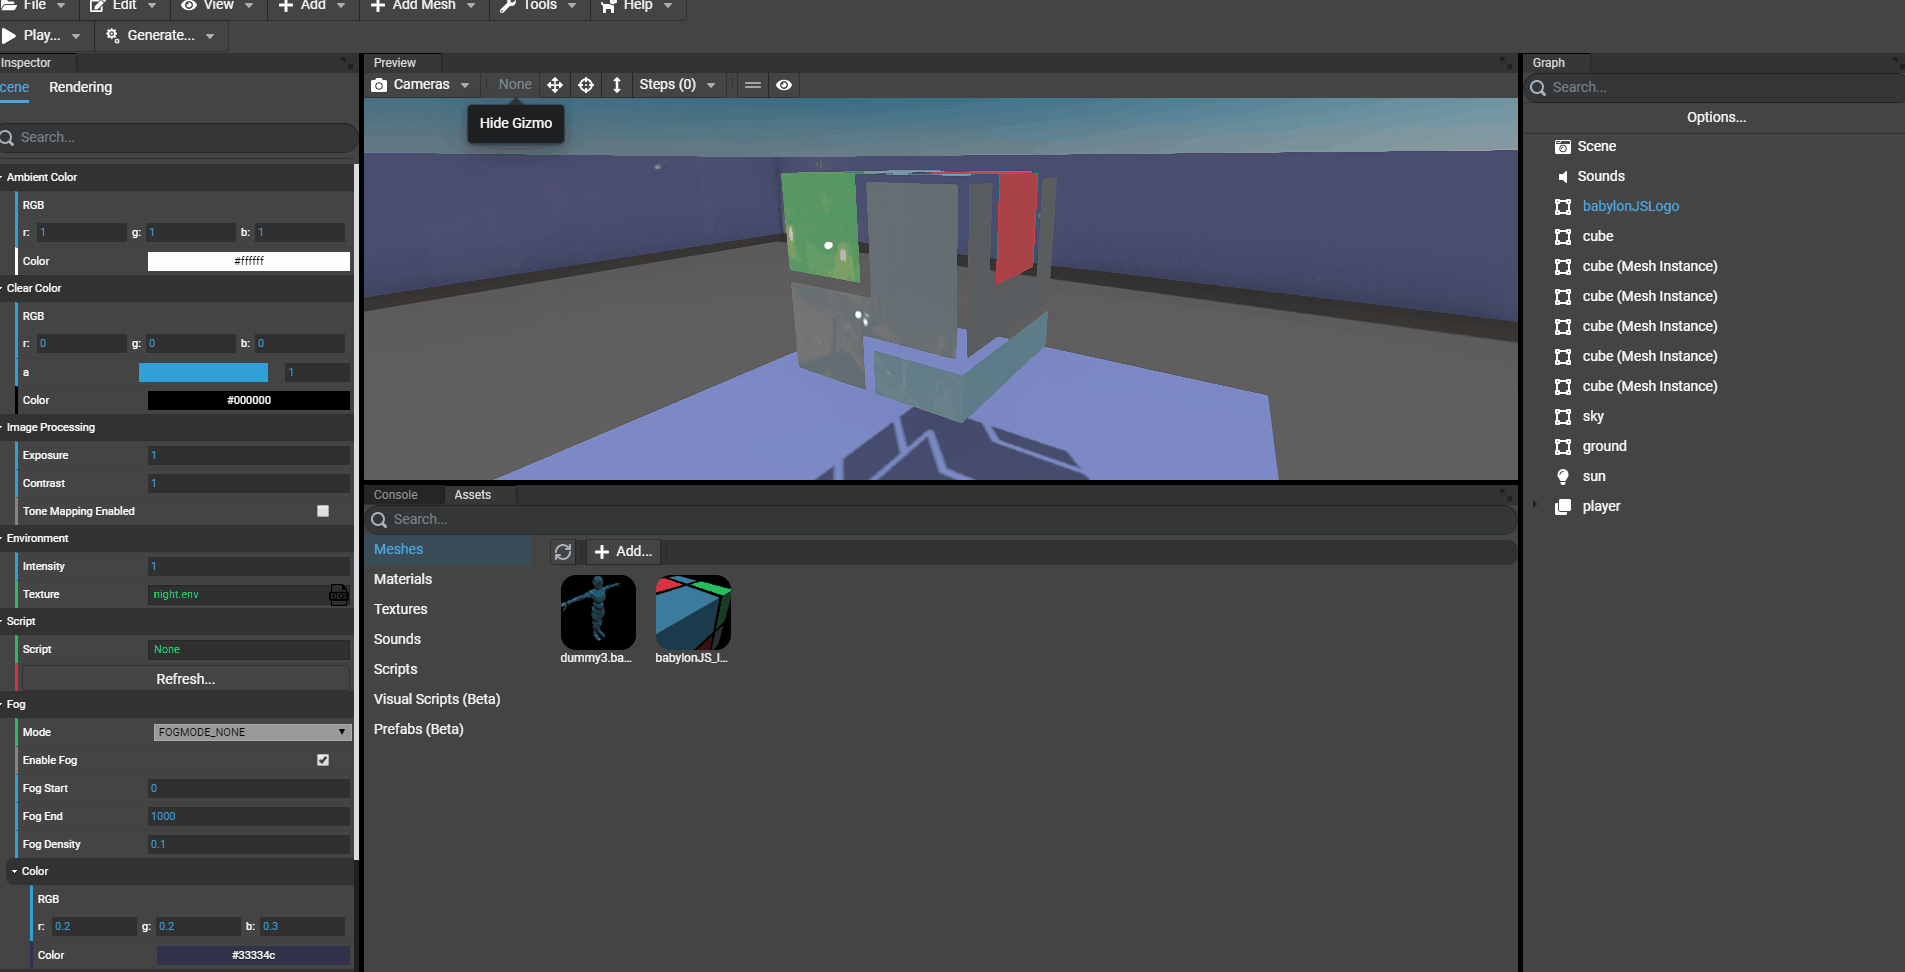 File Edit View Add Add Mesh Tools Help
Play... Generate...
Inspector
cene Rendering
Search...
Ambient Color
RGB
r: 1 g: 1 b: 1
Color #ffffff
Clear Color
RGB
r: 0 g: 0 b: 0
a 1
Color #000000
Image Processing
Exposure 1
Contrast 1
Tone Mapping Enabled
Environment
Intensity 1
Texture night.env DDS
Script
Script None
Refresh...
Fog
Mode FOGMODE_NONE
Enable Fog
Fog Start 0
Fog End 1000
Fog Density 0.1
Color
RGB
r: 0.2 g: 0.2 b: 0.3
Color #33334c
Preview
Cameras None Steps (0)
Hide Gizmo
Console Assets
Search...
Meshes
Materials
Textures
Sounds
Scripts
Visual Scripts (Beta)
Prefabs (Beta)
Add...
dummy3.ba... babylonJS_l...
Graph
Search...
Options...
Scene
Sounds
babylonJSLogo
cube
cube (Mesh Instance)
cube (Mesh Instance)
cube (Mesh Instance)
cube (Mesh Instance)
cube (Mesh Instance)
sky
ground
sun
player